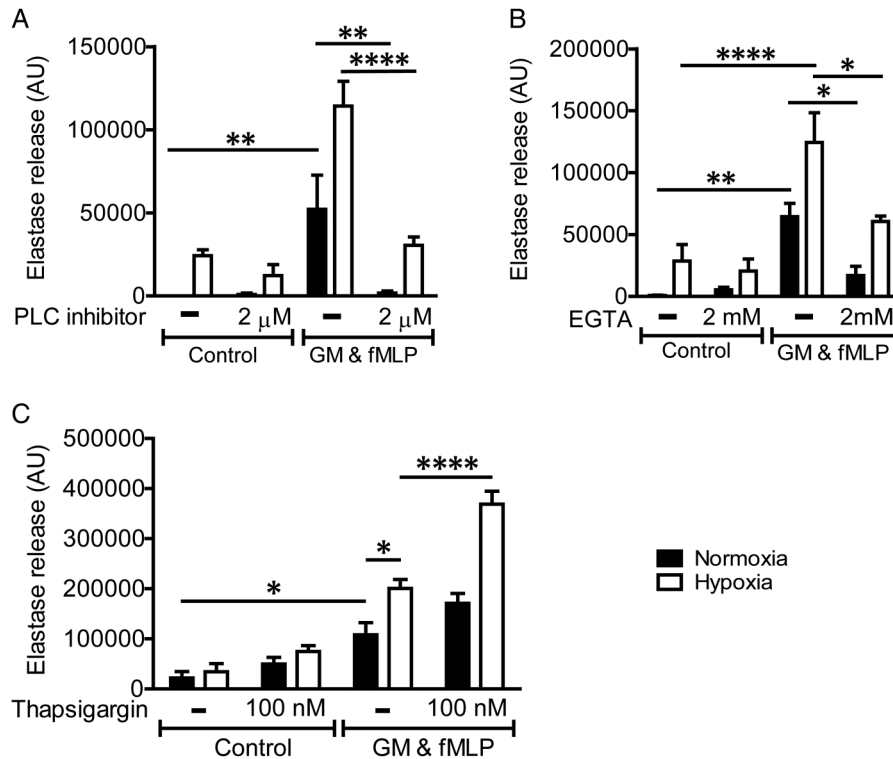 A
Elastase release (AU)
150000
100000
50000
0
**
**
****
PLC inhibitor
-
2 μM
-
2 μM
Control
GM & fMLP
B
Elastase release (AU)
200000
150000
100000
50000
0
****
*
*
**
EGTA
-
2 mM
-
2mM
Control
GM & fMLP
C
Elastase release (AU)
500000
400000
300000
200000
100000
0
****
*
*
Thapsigargin
-
100 nM
-
100 nM
Control
GM & fMLP
Normoxia
Hypoxia